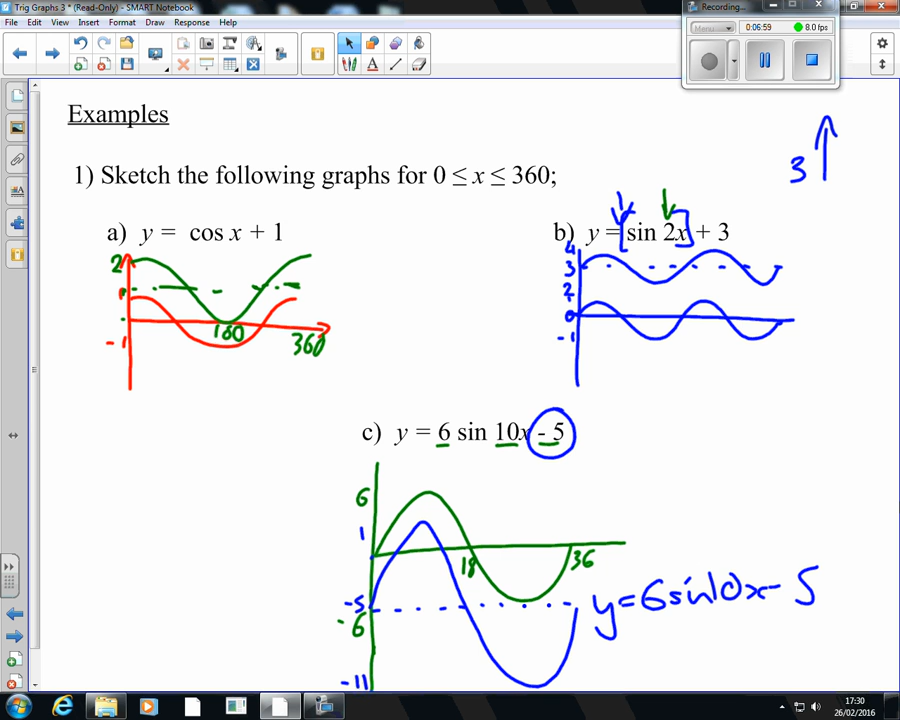 Trig Graphs 3 * (Read-Only) - SMART Notebook
Recording...
File Edit View Insert Format Draw Response Help
Menu
0:06:59
8.0 fps
Examples
3
1) Sketch the following graphs for 0 ≤ x ≤ 360;
a) y = cos x + 1
b) y = [sin 2x] + 3
2
1
-1
180
360
4
3
2
0
-1
c) y = 6 sin 10x - 5
6
1
18
36
-5
-6
-11
y=6sin10x-5
17:30
26/02/2016